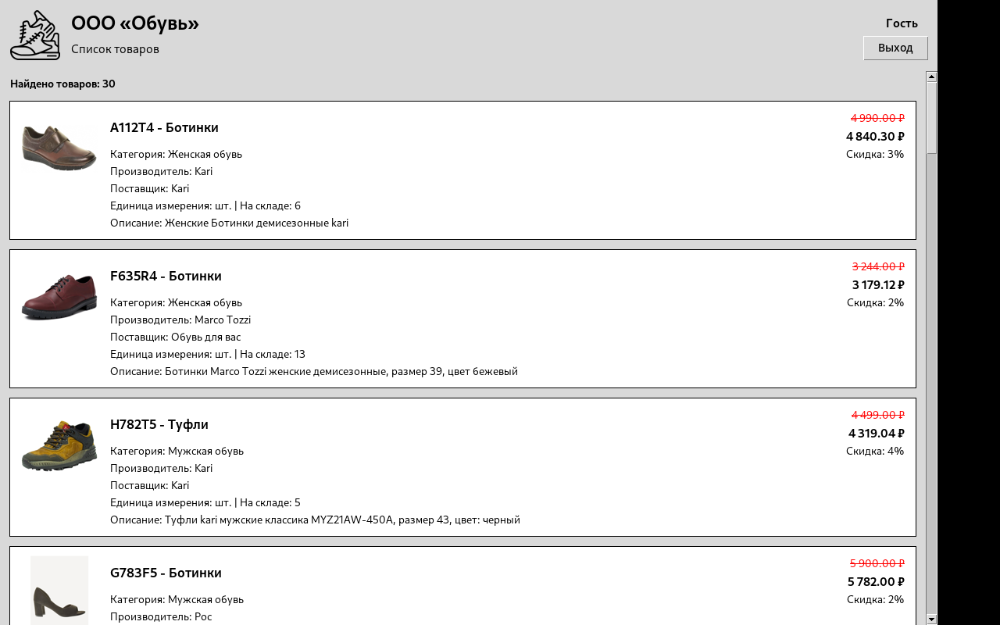 ООО «Обувь»
Список товаров
Гость
Выход
Найдено товаров: 30
A112T4 - Ботинки
Категория: Женская обувь
Производитель: Kari
Поставщик: Kari
Единица измерения: шт. | На складе: 6
Описание: Женские Ботинки демисезонные kari
4 990.00 ₽
4 840.30 ₽
Скидка: 3%
F635R4 - Ботинки
Категория: Женская обувь
Производитель: Marco Tozzi
Поставщик: Обувь для вас
Единица измерения: шт. | На складе: 13
Описание: Ботинки Marco Tozzi женские демисезонные, размер 39, цвет бежевый
3 244.00 ₽
3 179.12 ₽
Скидка: 2%
H782T5 - Туфли
Категория: Мужская обувь
Производитель: Kari
Поставщик: Kari
Единица измерения: шт. | На складе: 5
Описание: Туфли kari мужские классика MYZ21AW-450A, размер 43, цвет: черный
4 499.00 ₽
4 319.04 ₽
Скидка: 4%
G783F5 - Ботинки
Категория: Мужская обувь
Производитель: Рос
5 900.00 ₽
5 782.00 ₽
Скидка: 2%